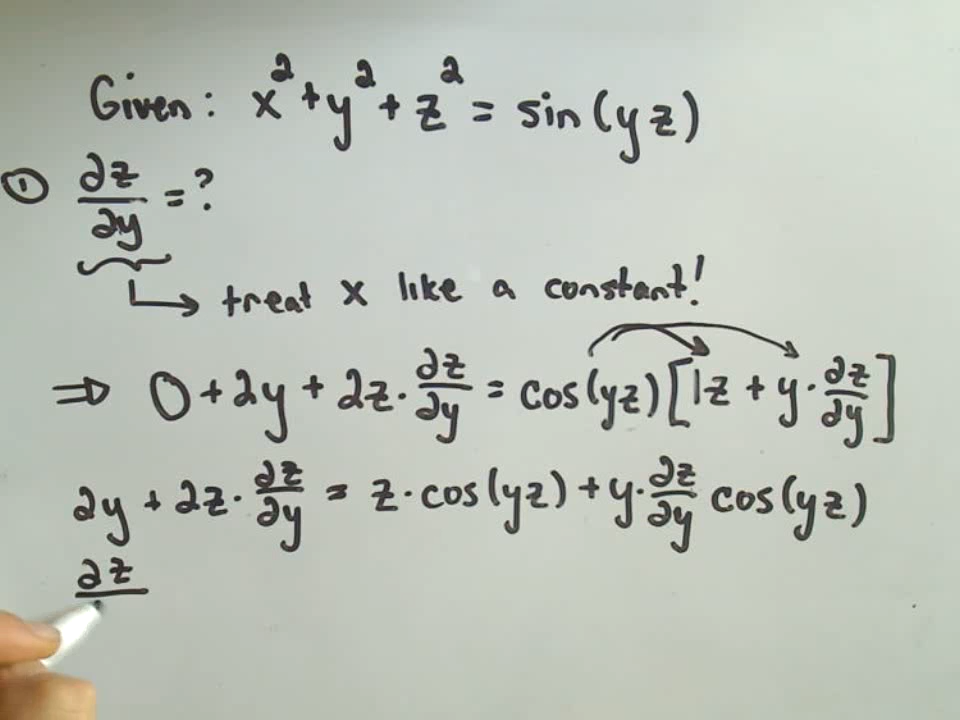 Given: x² + y² + z² = sin(yz)
① ∂z/∂y = ?
↳ treat x like a constant!
⇒ 0 + 2y + 2z · ∂z/∂y = cos(yz)[1z + y · ∂z/∂y]
2y + 2z · ∂z/∂y = z · cos(yz) + y · ∂z/∂y cos(yz)
∂z